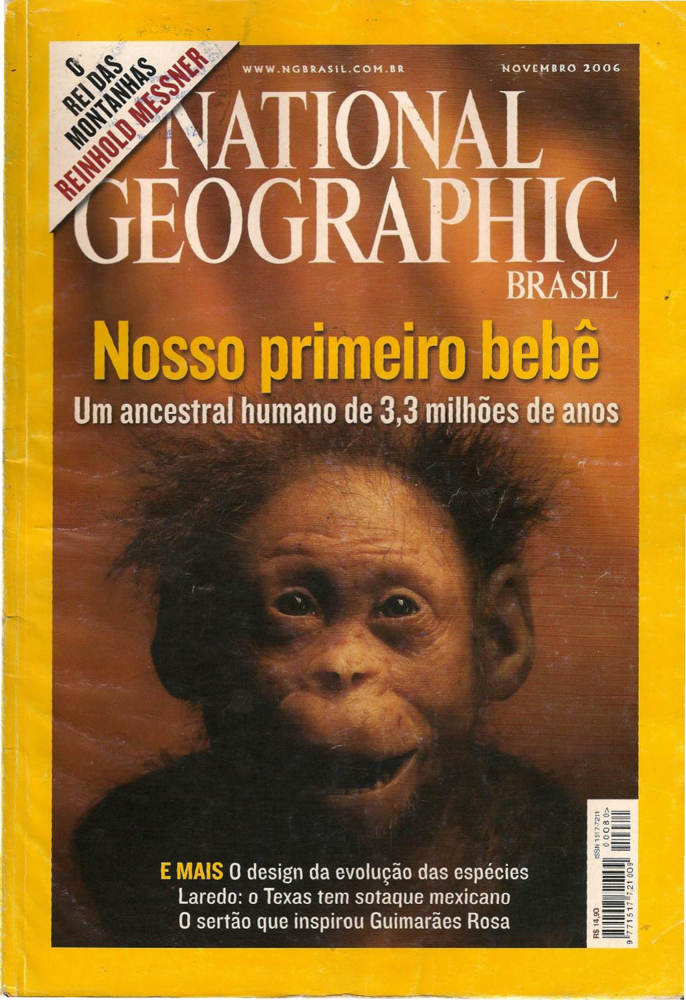 O
REI DAS
MONTANHAS
REINHOLD MESSNER
WWW.NGBRASIL.COM.BR
NOVEMBRO 2006
NATIONAL
GEOGRAPHIC
BRASIL
Nosso primeiro bebê
Um ancestral humano de 3,3 milhões de anos
E MAIS O design da evolução das espécies
Laredo: o Texas tem sotaque mexicano
O sertão que inspirou Guimarães Rosa
R$ 14,90
ISSN 1517-7211
9 771517 721009
00080>